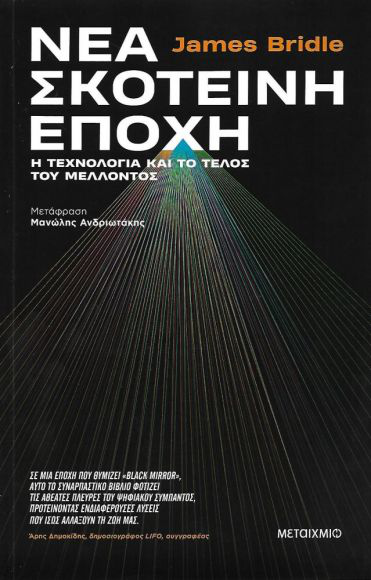 ΝΕΑ James Bridle
ΣΚΟΤΕΙΝΗ
ΕΠΟΧΗ
Η ΤΕΧΝΟΛΟΓΙΑ ΚΑΙ ΤΟ ΤΕΛΟΣ
ΤΟΥ ΜΕΛΛΟΝΤΟΣ
Μετάφραση
Μανώλης Ανδριωτάκης
ΣΕ ΜΙΑ ΕΠΟΧΗ ΠΟΥ ΘΥΜΙΖΕΙ «BLACK MIRROR»,
ΑΥΤΟ ΤΟ ΣΥΝΑΡΠΑΣΤΙΚΟ ΒΙΒΛΙΟ ΦΩΤΙΖΕΙ
ΤΙΣ ΑΘΕΑΤΕΣ ΠΛΕΥΡΕΣ ΤΟΥ ΨΗΦΙΑΚΟΥ ΣΥΜΠΑΝΤΟΣ,
ΠΡΟΤΕΙΝΟΝΤΑΣ ΕΝΔΙΑΦΕΡΟΥΣΕΣ ΛΥΣΕΙΣ
ΠΟΥ ΙΣΩΣ ΑΛΛΑΞΟΥΝ ΤΗ ΖΩΗ ΜΑΣ.
Άρης Δημοκίδης, δημοσιογράφος LIFO, συγγραφέας
ΜΕΤΑΙΧΜΙΟ